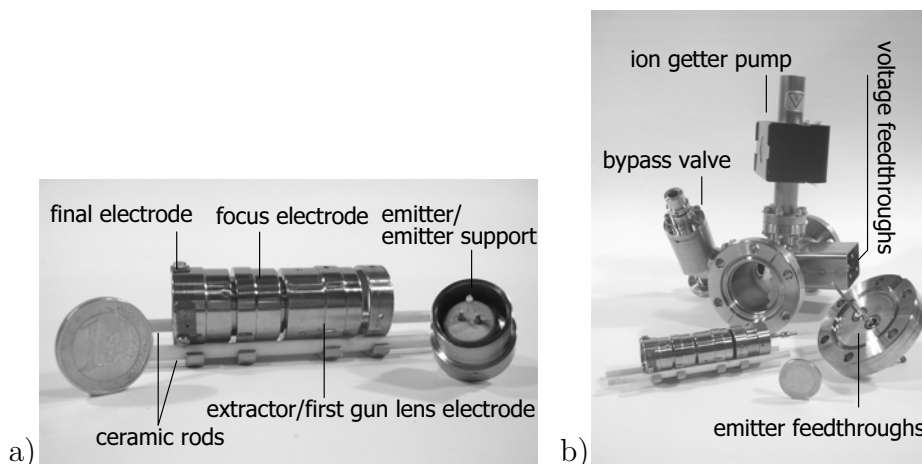 final electrode
focus electrode
emitter/
emitter support
extractor/first gun lens electrode
ceramic rods
a)
ion getter pump
voltage feedthroughs
bypass valve
emitter feedthroughs
b)